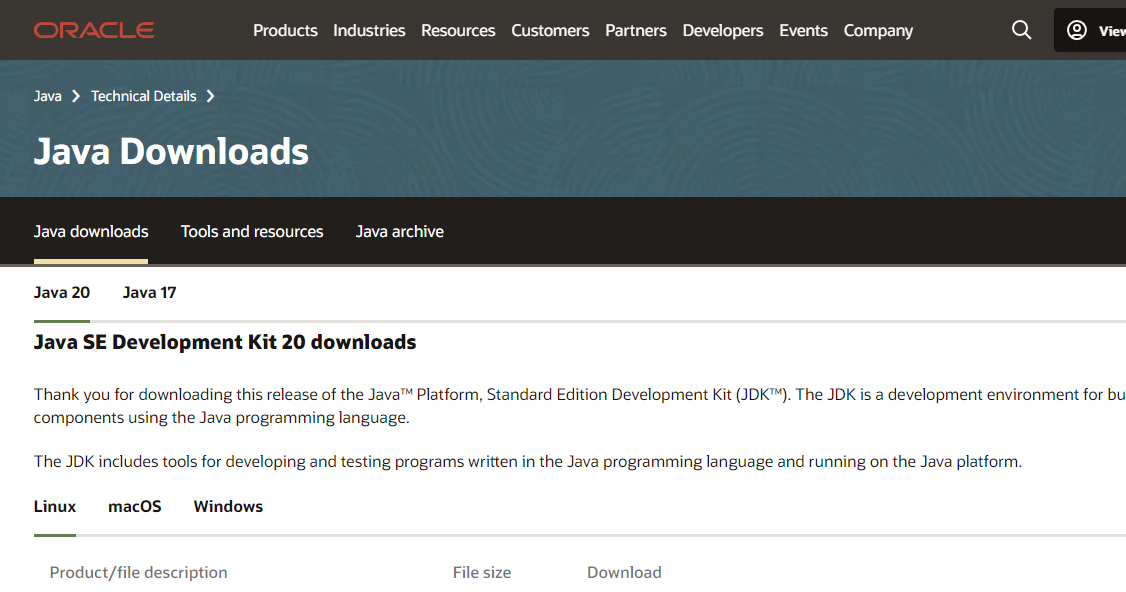 ORACLE Products Industries Resources Customers Partners Developers Events Company View
Java Technical Details
Java Downloads
Java downloads Tools and resources Java archive
Java 20 Java 17
Java SE Development Kit 20 downloads
Thank you for downloading this release of the Java™ Platform, Standard Edition Development Kit (JDK™). The JDK is a development environment for bu
components using the Java programming language.
The JDK includes tools for developing and testing programs written in the Java programming language and running on the Java platform.
Linux macOS Windows
Product/file description File size Download